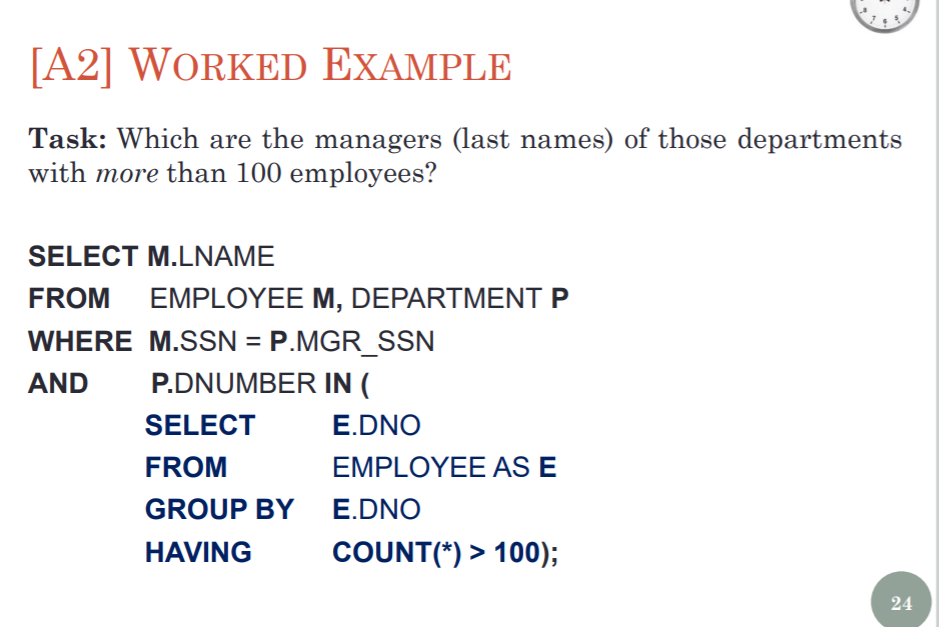 [A2] WORKED EXAMPLE
Task: Which are the managers (last names) of those departments
with more than 100 employees?
SELECT M.LNAME
FROM EMPLOYEE M, DEPARTMENT P
WHERE M.SSN = P.MGR_SSN
AND P.DNUMBER IN (
SELECT E.DNO
FROM EMPLOYEE AS E
GROUP BY E.DNO
HAVING COUNT(*) > 100);
24